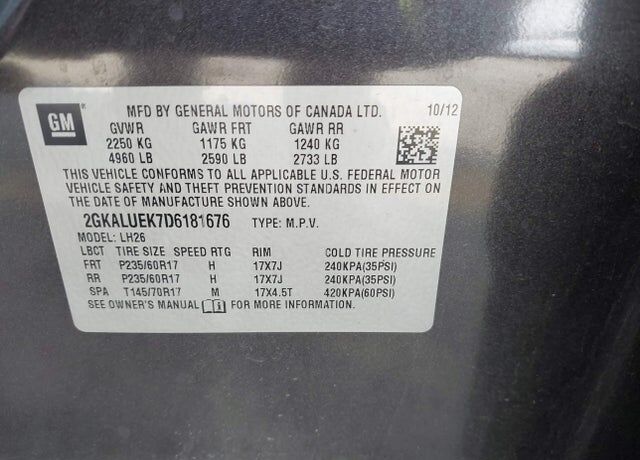 GM
MFD BY GENERAL MOTORS OF CANADA LTD. 10/12
GVWR GAWR FRT GAWR RR
2250 KG 1175 KG 1240 KG
4960 LB 2590 LB 2733 LB
THIS VEHICLE CONFORMS TO ALL APPLICABLE U.S. FEDERAL MOTOR
VEHICLE SAFETY AND THEFT PREVENTION STANDARDS IN EFFECT ON
THE DATE OF MANUFACTURE SHOWN ABOVE.
2GKALUEK7D6181676 TYPE: M.P.V.
MODEL: LH26
LBCT TIRE SIZE SPEED RTG RIM COLD TIRE PRESSURE
FRT P235/60R17 H 17X7J 240KPA(35PSI)
RR P235/60R17 H 17X7J 240KPA(35PSI)
SPA T145/70R17 M 17X4.5T 420KPA(60PSI)
SEE OWNER'S MANUAL FOR MORE INFORMATION.